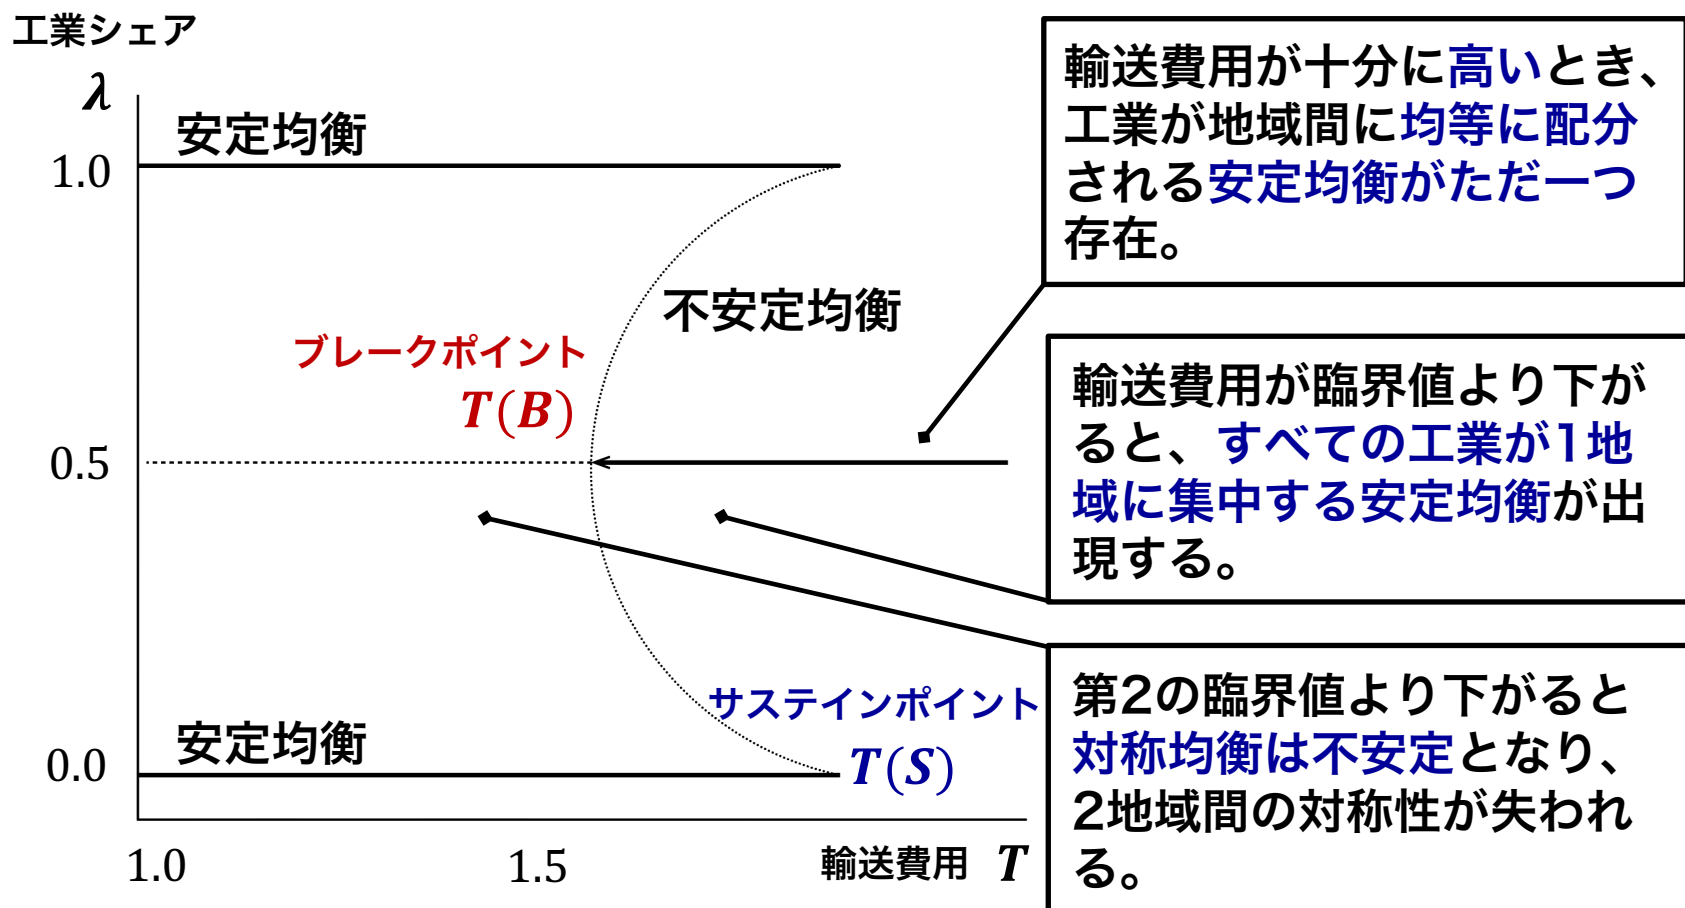 工業シェア
λ
安定均衡
1.0
不安定均衡
ブレークポイント
T(B)
0.5
サステインポイント
T(S)
安定均衡
0.0
1.0
1.5
輸送費用 T
輸送費用が十分に高いとき、
工業が地域間に均等に配分
される安定均衡がただ一つ
存在。
輸送費用が臨界値より下が
ると、すべての工業が1地
域に集中する安定均衡が出
現する。
第2の臨界値より下がると
対称均衡は不安定となり、
2地域間の対称性が失われ
る。